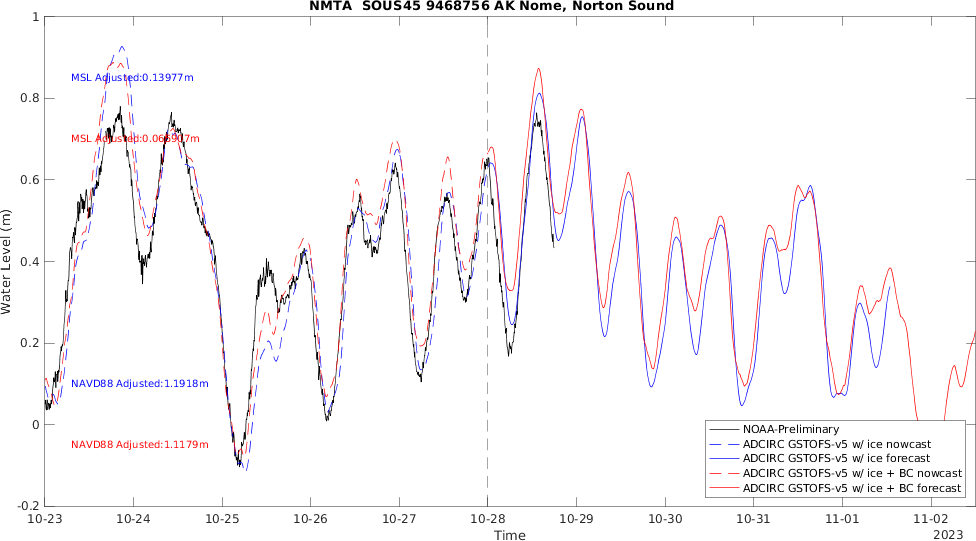 NMTA SOUS45 9468756 AK Nome, Norton Sound
1
MSL Adjusted:0.13977m
0.8
MSL Adjusted:0.065907m
0.6
Water Level (m)
0.4
0.2
NAVD88 Adjusted:1.1918m
0
NAVD88 Adjusted:1.1179m
NOAA-Preliminary
ADCIRC GSTOFS-v5 w/ ice nowcast
ADCIRC GSTOFS-v5 w/ ice forecast
ADCIRC GSTOFS-v5 w/ ice + BC nowcast
ADCIRC GSTOFS-v5 w/ ice + BC forecast
-0.2
10-23 10-24 10-25 10-26 10-27 10-28 10-29 10-30 10-31 11-01 11-02
Time 2023